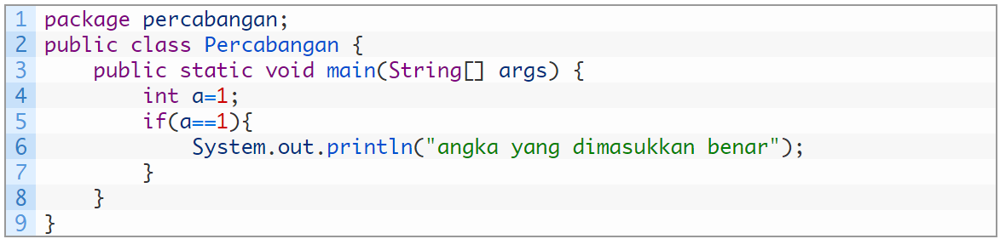 1 package percabangan;
2 public class Percabangan {
3     public static void main(String[] args) {
4         int a=1;
5         if(a==1){
6             System.out.println("angka yang dimasukkan benar");
7         }
8     }
9 }